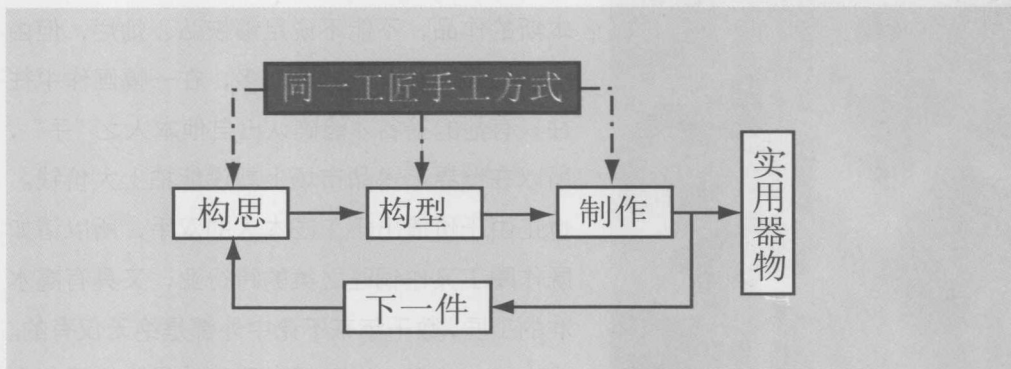 同一工匠手工方式
构思
构型
制作
实用器物
下一件